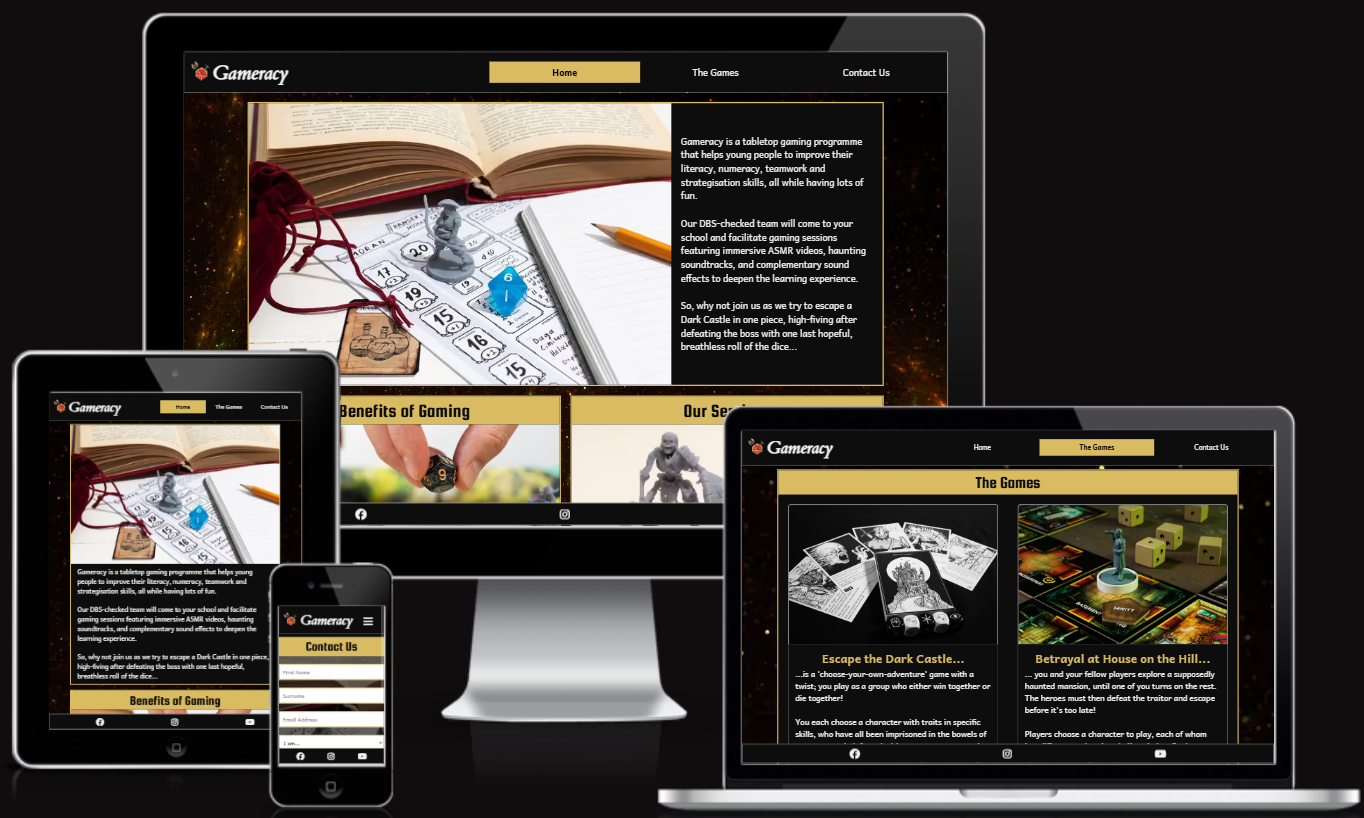 Gameracy
Home
The Games
Contact Us
Gameracy is a tabletop gaming programme
that helps young people to improve their
literacy, numeracy, teamwork and
strategisation skills, all while having lots of
fun.
Our DBS-checked team will come to your
school and facilitate gaming sessions
featuring immersive ASMR videos, haunting
soundtracks, and complementary sound
effects to deepen the learning experience.
So, why not join us as we try to escape a
Dark Castle in one piece, high-fiving after
defeating the boss with one last hopeful,
breathless roll of the dice...
MORAN
20
17
19
15
16
15
6
Daga
Benefits of Gaming
Our Se
6
Gameracy
Home
The Games
Contact Us
Gameracy is a tabletop gaming programme that helps young
people to improve their literacy, numeracy, teamwork and
strategisation skills, all while having lots of fun.
Our DBS-checked team will come to your school and facilitate
gaming sessions featuring immersive ASMR videos, haunting
soundtracks, and complementary sound effects to deepen the
learning experience.
So, why not join us as we try to escape a Dark Castle in one piece,
high-fiving after defeating the boss with one last hopeful,
breathless roll of the dice...
Benefits of Gaming
Gameracy
Contact Us
First Name
Surname
Email Address
I am...
Gameracy
Home
The Games
Contact Us
The Games
Escape the Dark Castle...
...is a 'choose-your-own-adventure' game with a
twist; you play as a group who either win together or
die together!
You each choose a character with traits in specific
skills, who have all been imprisoned in the bowels of
SANITY
Betrayal at House on the Hill...
... you and your fellow players explore a supposedly
haunted mansion, until one of you turns on the rest.
The heroes must then defeat the traitor and escape
before it's too late!
Players choose a character to play, each of whom